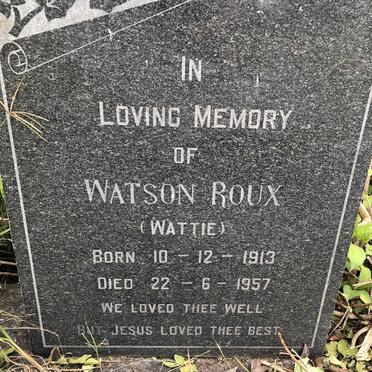 IN
LOVING MEMORY
OF
WATSON ROUX
(WATTIE)
BORN 10 - 12 - 1913
DIED 22 - 6 - 1957
WE LOVED THEE WELL
BUT JESUS LOVED THEE BEST